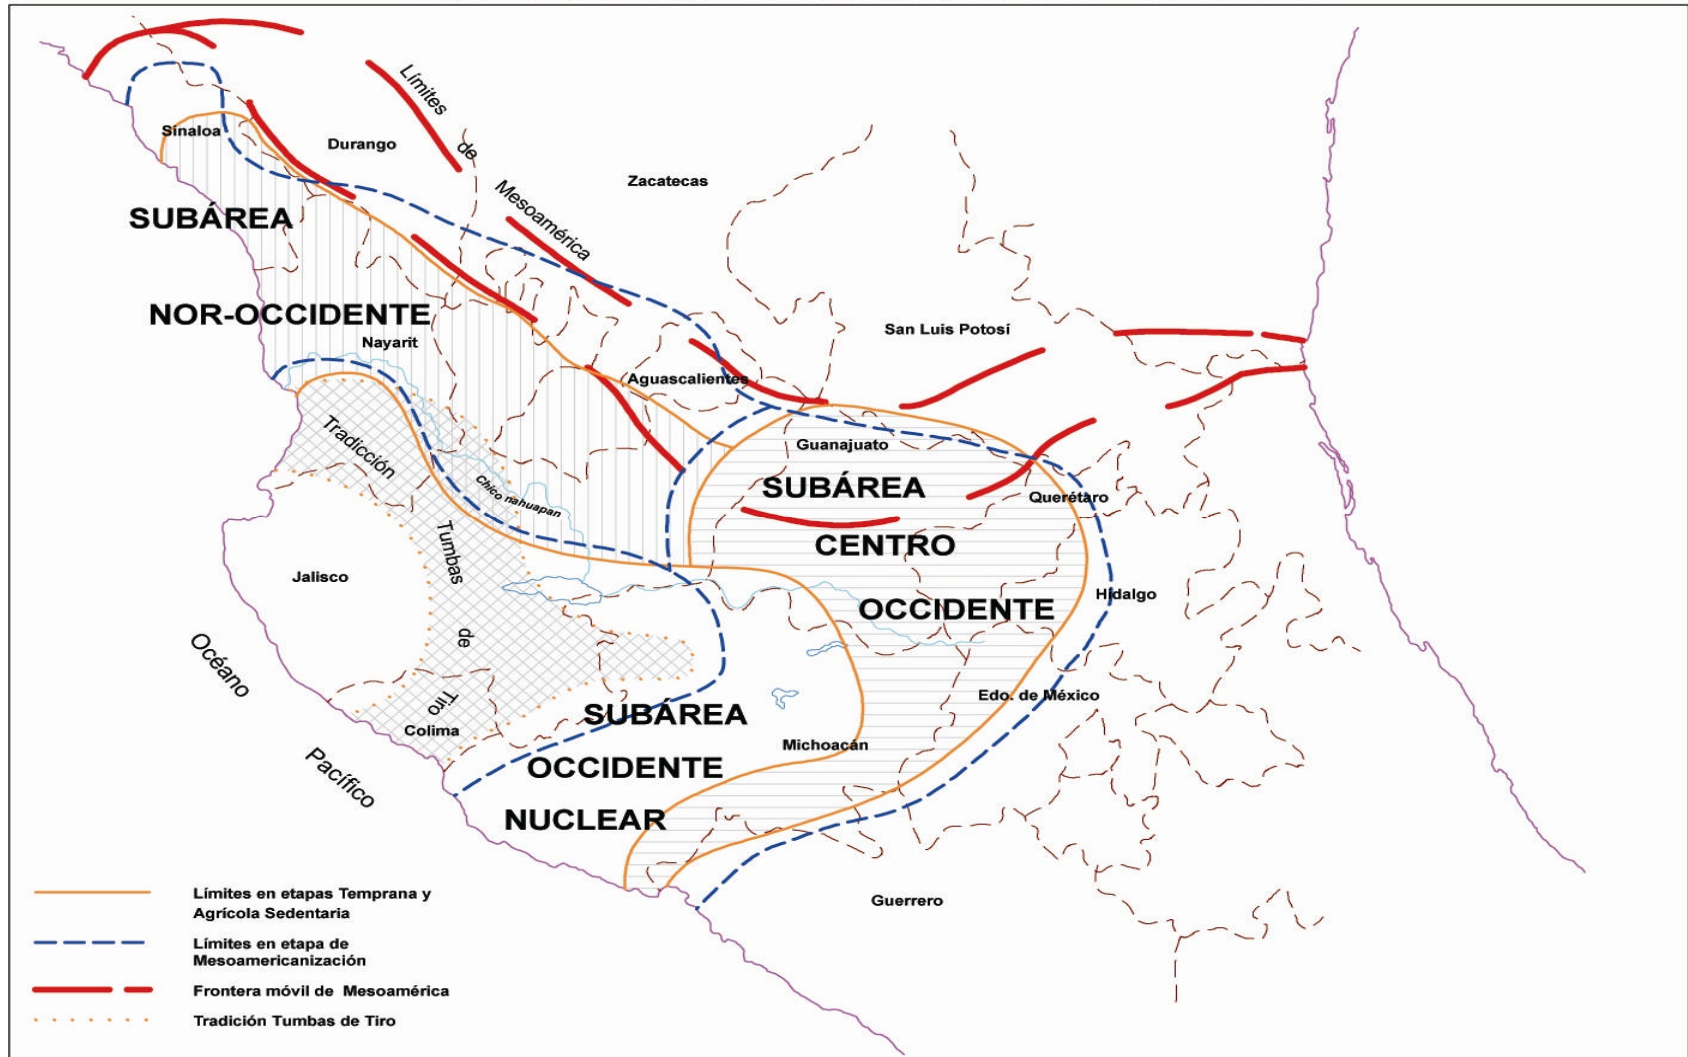 Límites
de
Mesoamérica
Sinaloa
Durango
Zacatecas
SUBÁREA
NOR-OCCIDENTE
Nayarit
San Luis Potosí
Aguascalientes
Tradicción
Tumbas
de
Tiro
Chico nahuapan
Guanajuato
SUBÁREA
Querétaro
CENTRO
Jalisco
Hidalgo
OCCIDENTE
Océano
Pacífico
Edo. de México
SUBÁREA
Colima
Michoacán
OCCIDENTE
NUCLEAR
Guerrero
Límites en etapas Temprana y
Agrícola Sedentaria
Límites en etapa de
Mesoamericanización
Frontera móvil de Mesoamérica
Tradición Tumbas de Tiro